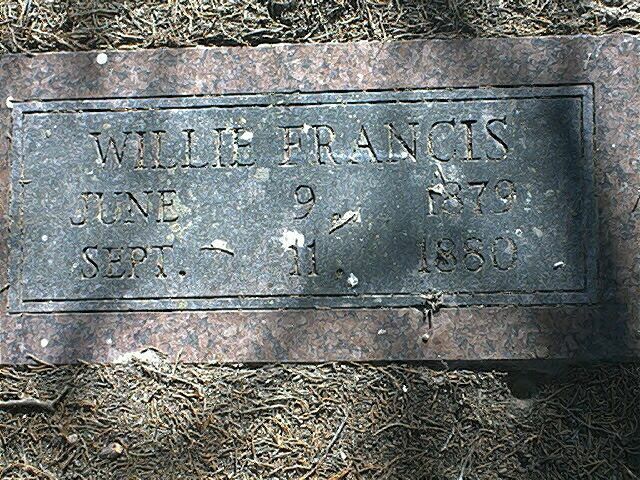 WILLIE FRANCIS
JUNE 9, 1879
SEPT. 11, 1880